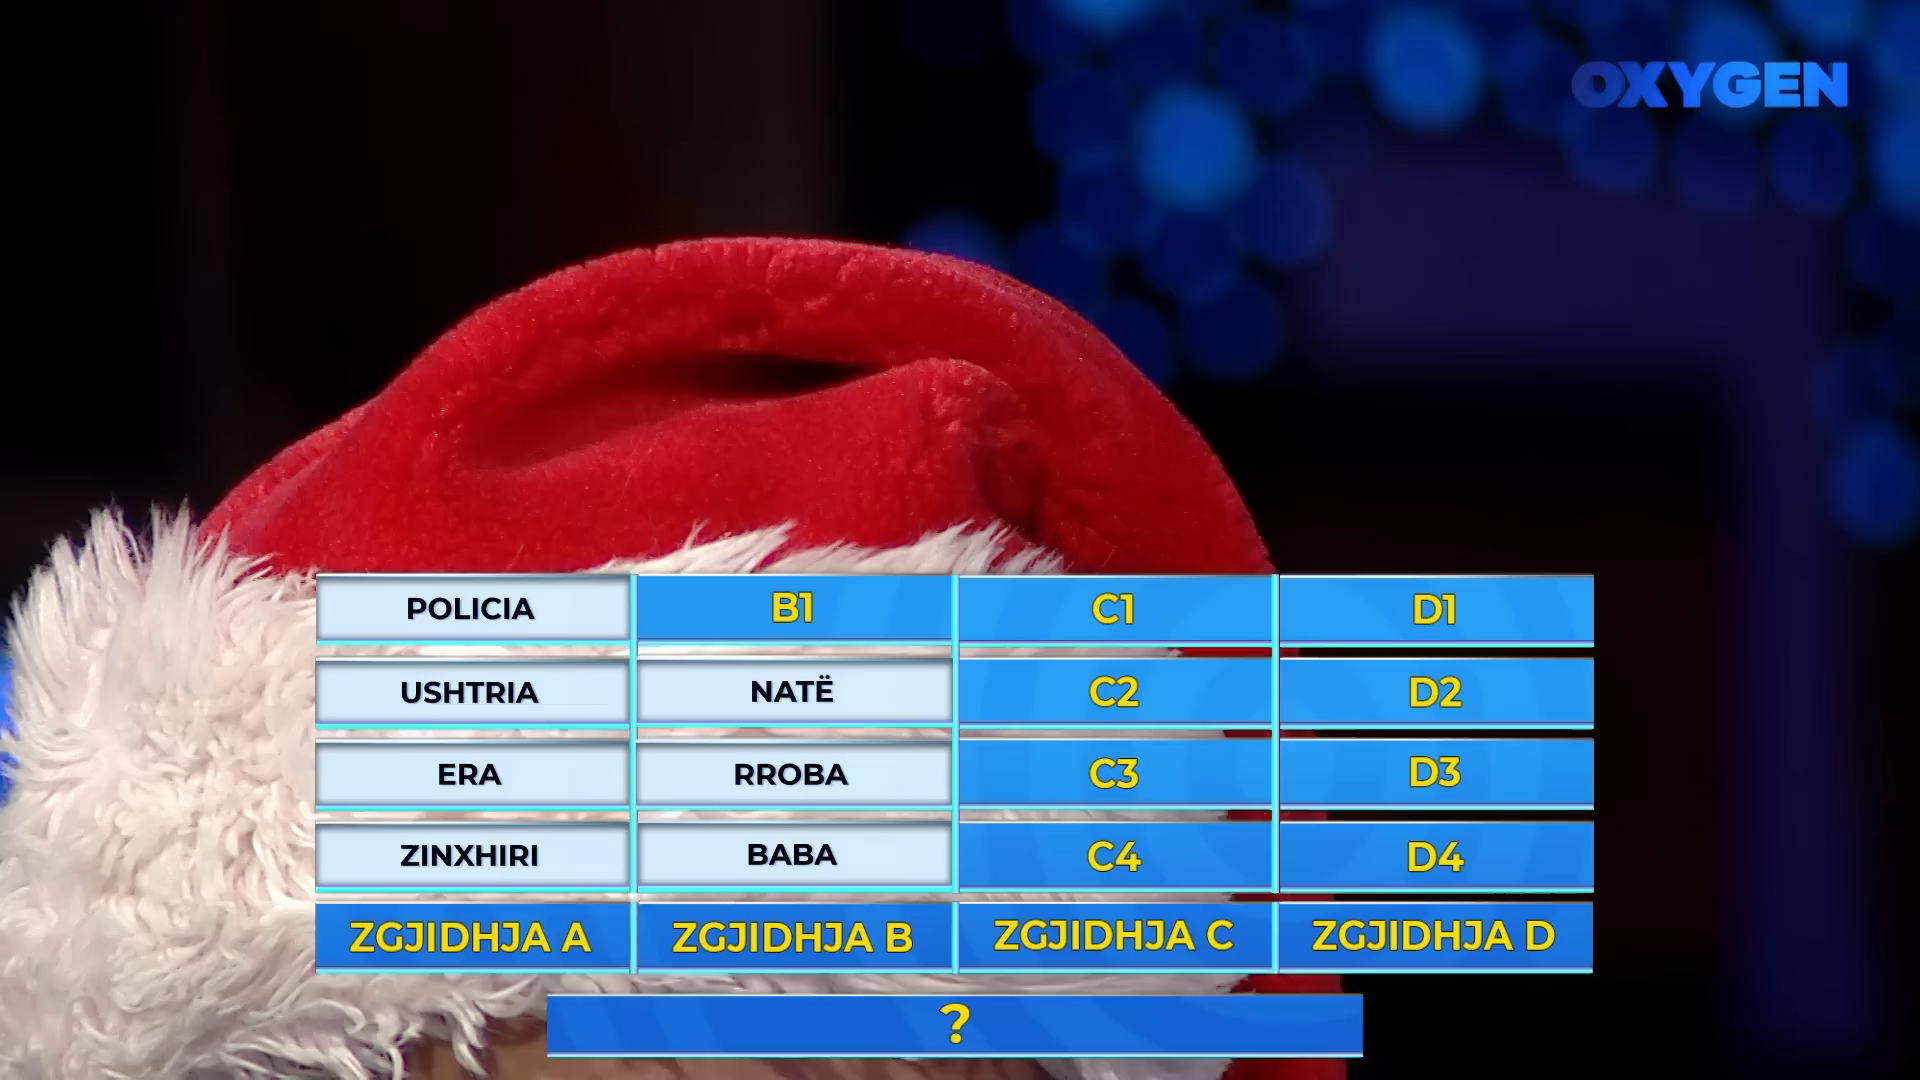 OXYGEN
POLICIA B1 C1 D1
USHTRIA NATË C2 D2
ERA RROBA C3 D3
ZINXHIRI BABA C4 D4
ZGJIDHJA A ZGJIDHJA B ZGJIDHJA C ZGJIDHJA D
?